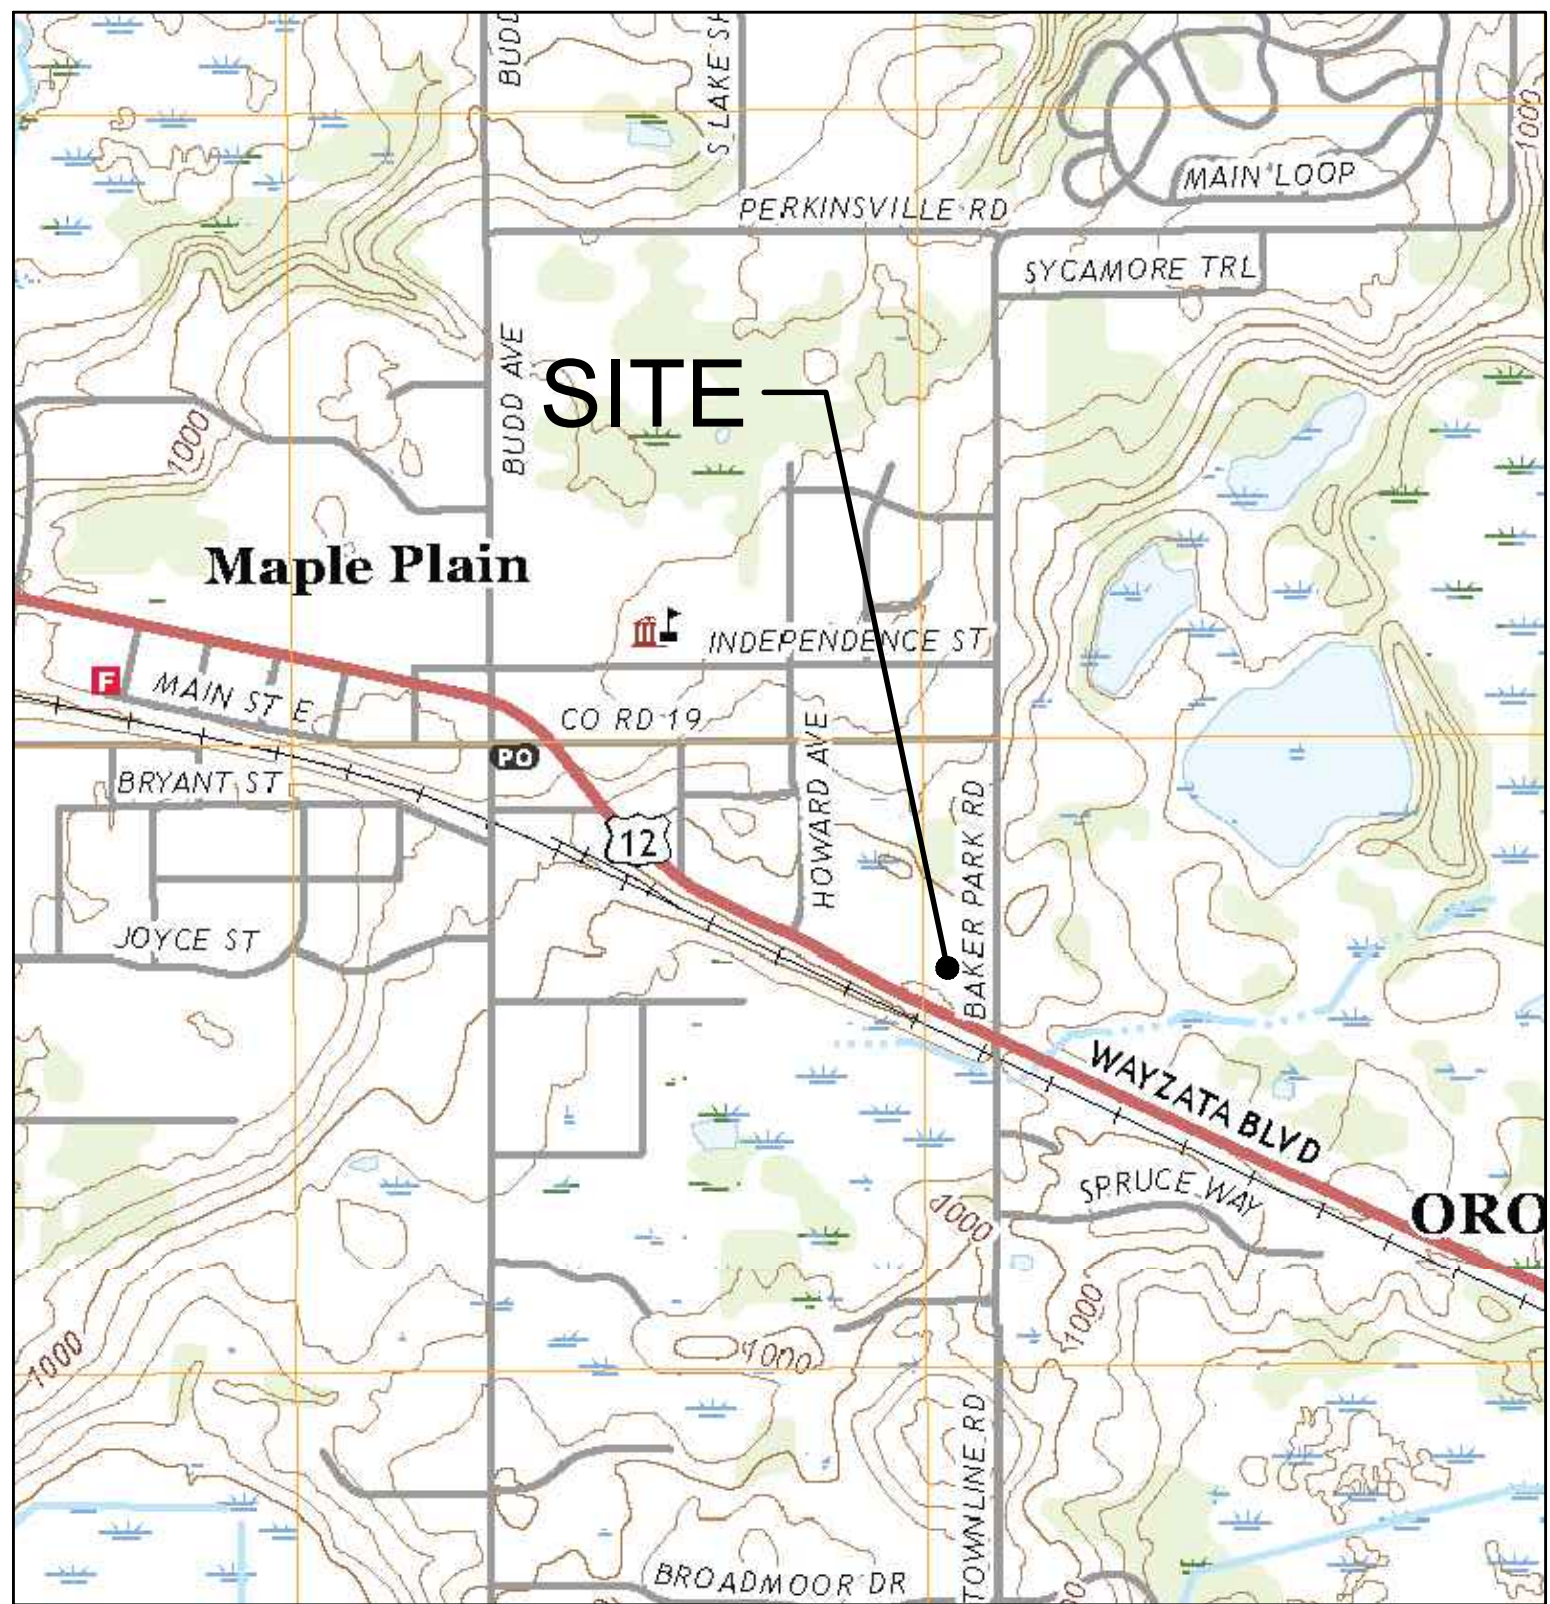 BUDD
S LAKE SH
1000
MAIN LOOP
PERKINSVILLE RD
SYCAMORE TRL
BUDD AVE
SITE
1000
Maple Plain
INDEPENDENCE ST
F
MAIN ST E
CO RD 19
PO
BRYANT ST
HOWARD AVE
BAKER PARK RD
12
JOYCE ST
WAYZATA BLVD
SPRUCE WAY
1000
ORO
1000
1000
1000
TOWNLINE RD
BROADMOOR DR